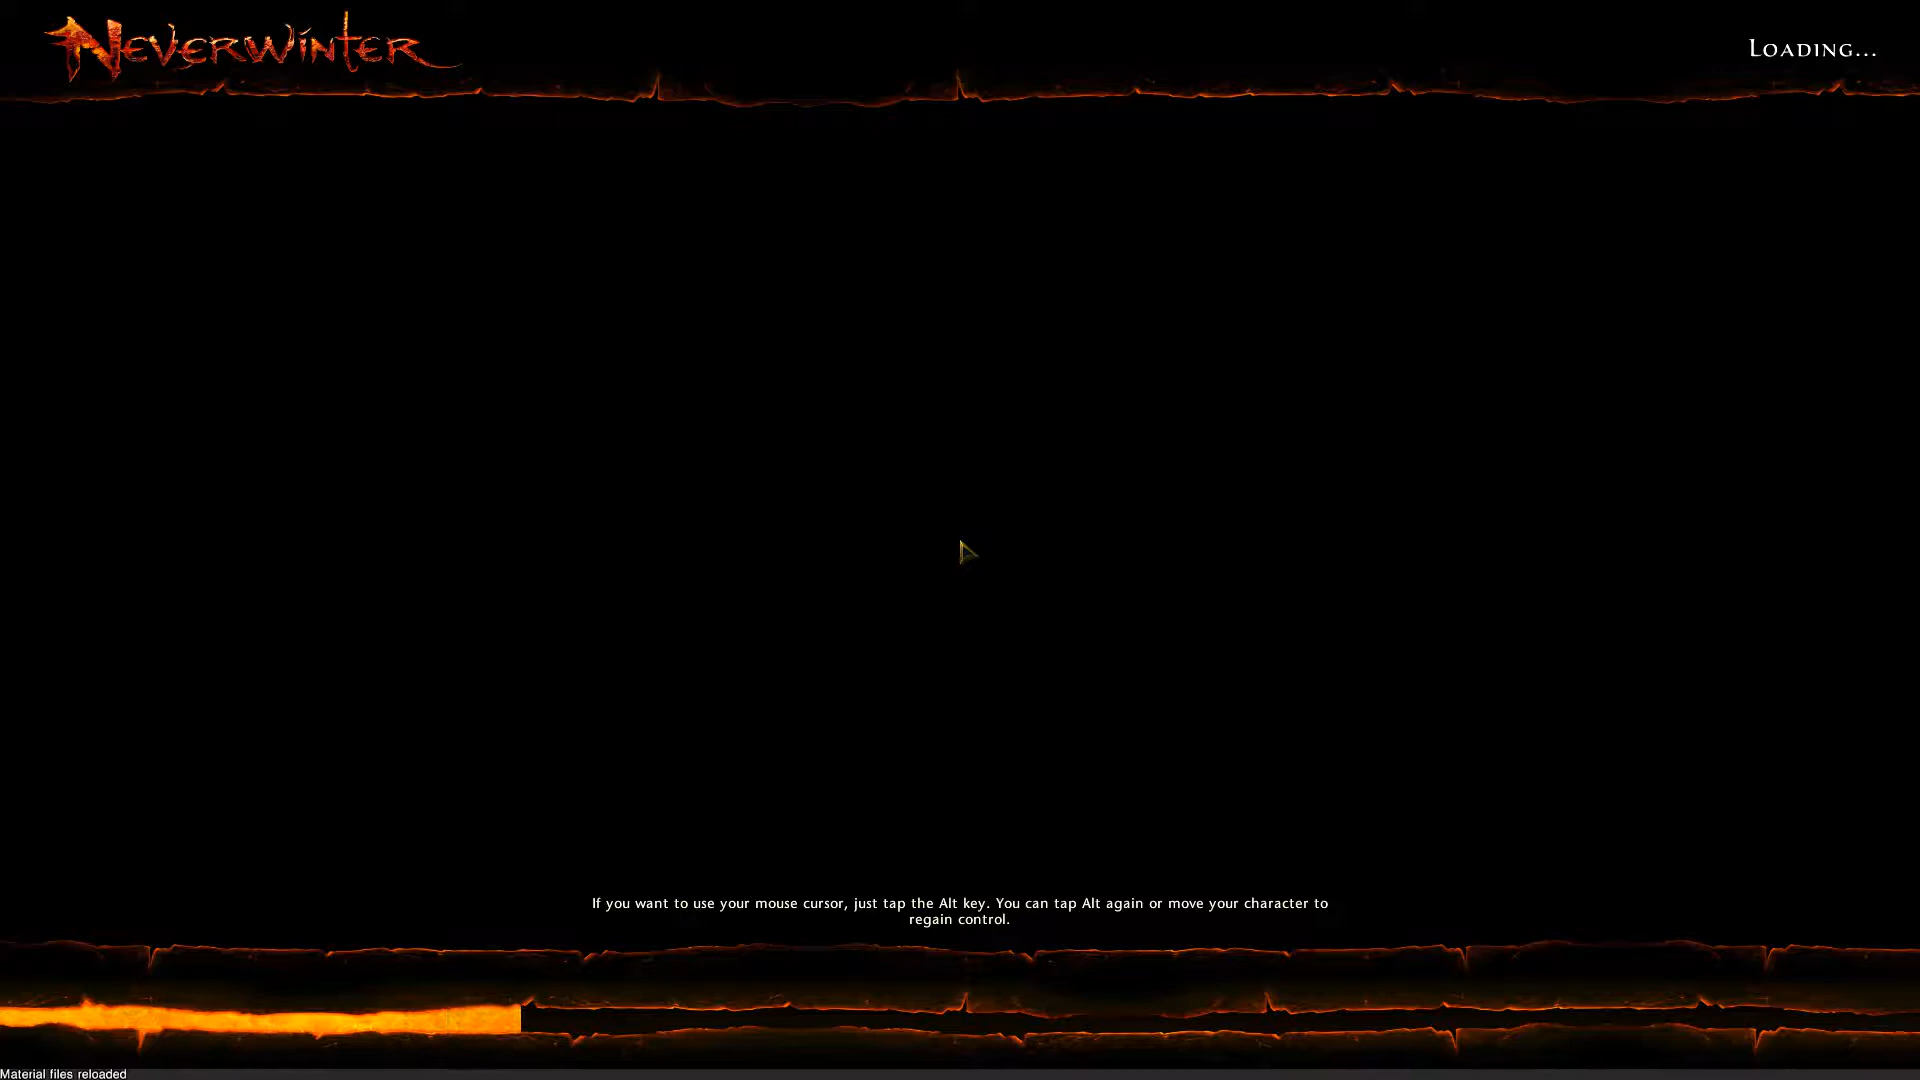 Neverwinter
Loading...
If you want to use your mouse cursor, just tap the Alt key. You can tap Alt again or move your character to
regain control.
Material files reloaded